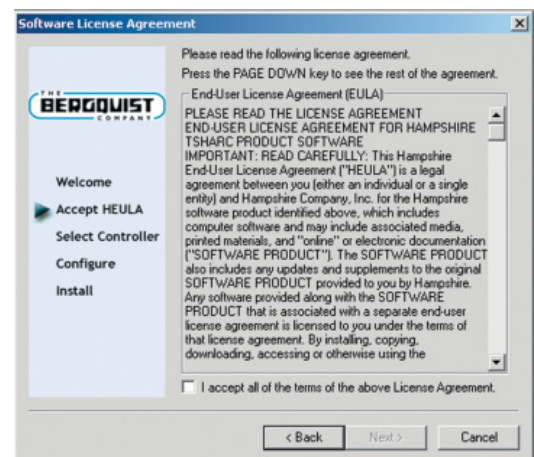 Software License Agreement
Please read the following license agreement.
Press the PAGE DOWN key to see the rest of the agreement.
THE
BERGQUIST
COMPANY
Welcome
Accept HEULA
Select Controller
Configure
Install
End-User License Agreement (EULA)
PLEASE READ THE LICENSE AGREEMENT
END-USER LICENSE AGREEMENT FOR HAMPSHIRE
TSHARC PRODUCT SOFTWARE
IMPORTANT: READ CAREFULLY: This Hampshire
End-User License Agreement ("HEULA") is a legal
agreement between you (either an individual or a single
entity) and Hampshire Company, Inc. for the Hampshire
software product identified above, which includes
computer software and may include associated media,
printed materials, and "online" or electronic documentation
("SOFTWARE PRODUCT"). The SOFTWARE PRODUCT
also includes any updates and supplements to the original
SOFTWARE PRODUCT provided to you by Hampshire.
Any software provided along with the SOFTWARE
PRODUCT that is associated with a separate end-user
license agreement is licensed to you under the terms of
that license agreement. By installing, copying,
downloading, accessing or otherwise using the
I accept all of the terms of the above License Agreement.
< Back
Next >
Cancel